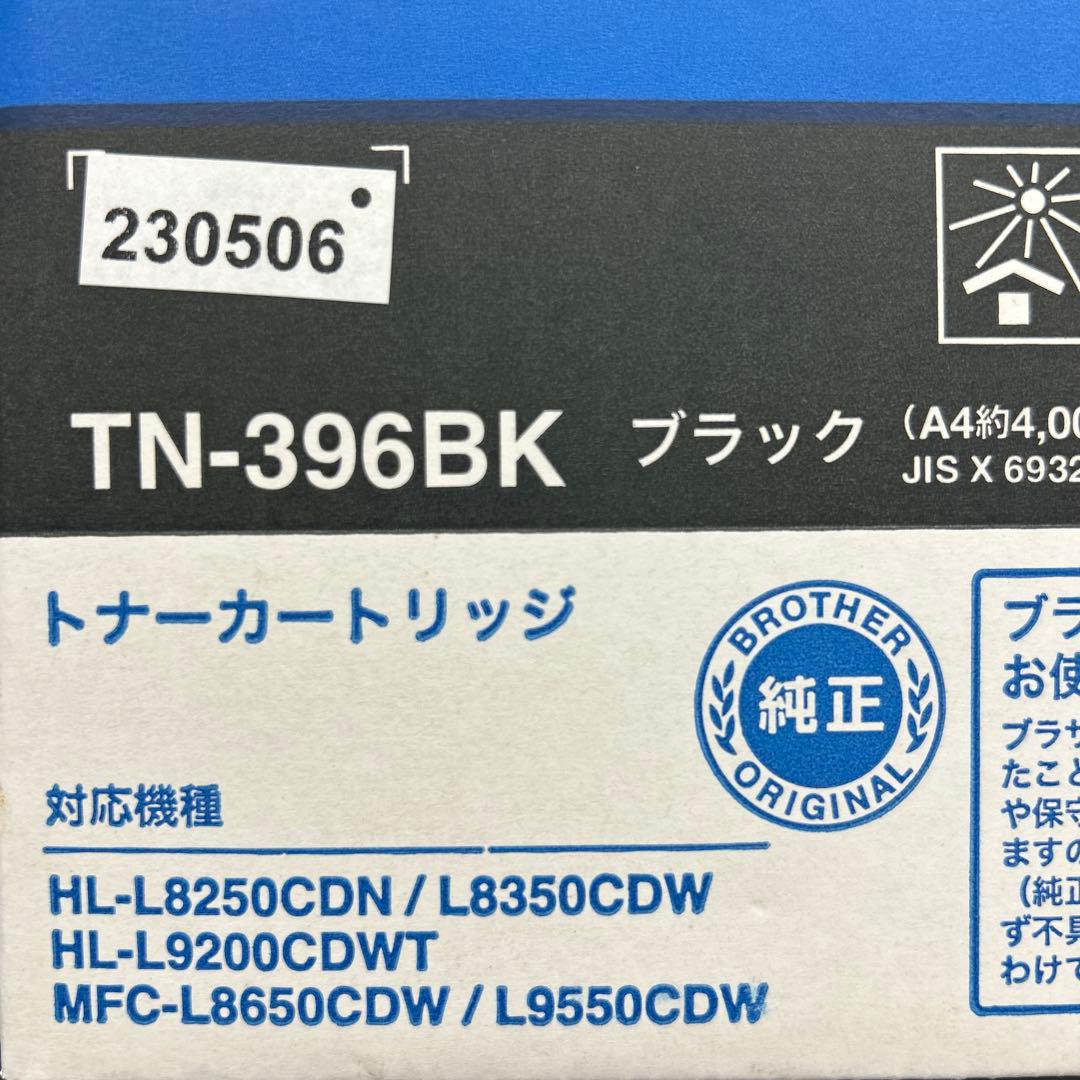 230506
TN-396BK ブラック (A4約4,00
JIS X 6932
トナーカートリッジ
BROTHER
純正
ORIGINAL
対応機種
HL-L8250CDN / L8350CDW
HL-L9200CDWT
MFC-L8650CDW / L9550CDW
ブラ
お使
ブラザ
たこと
や保守
ますの
(純正
ず不具
わけで